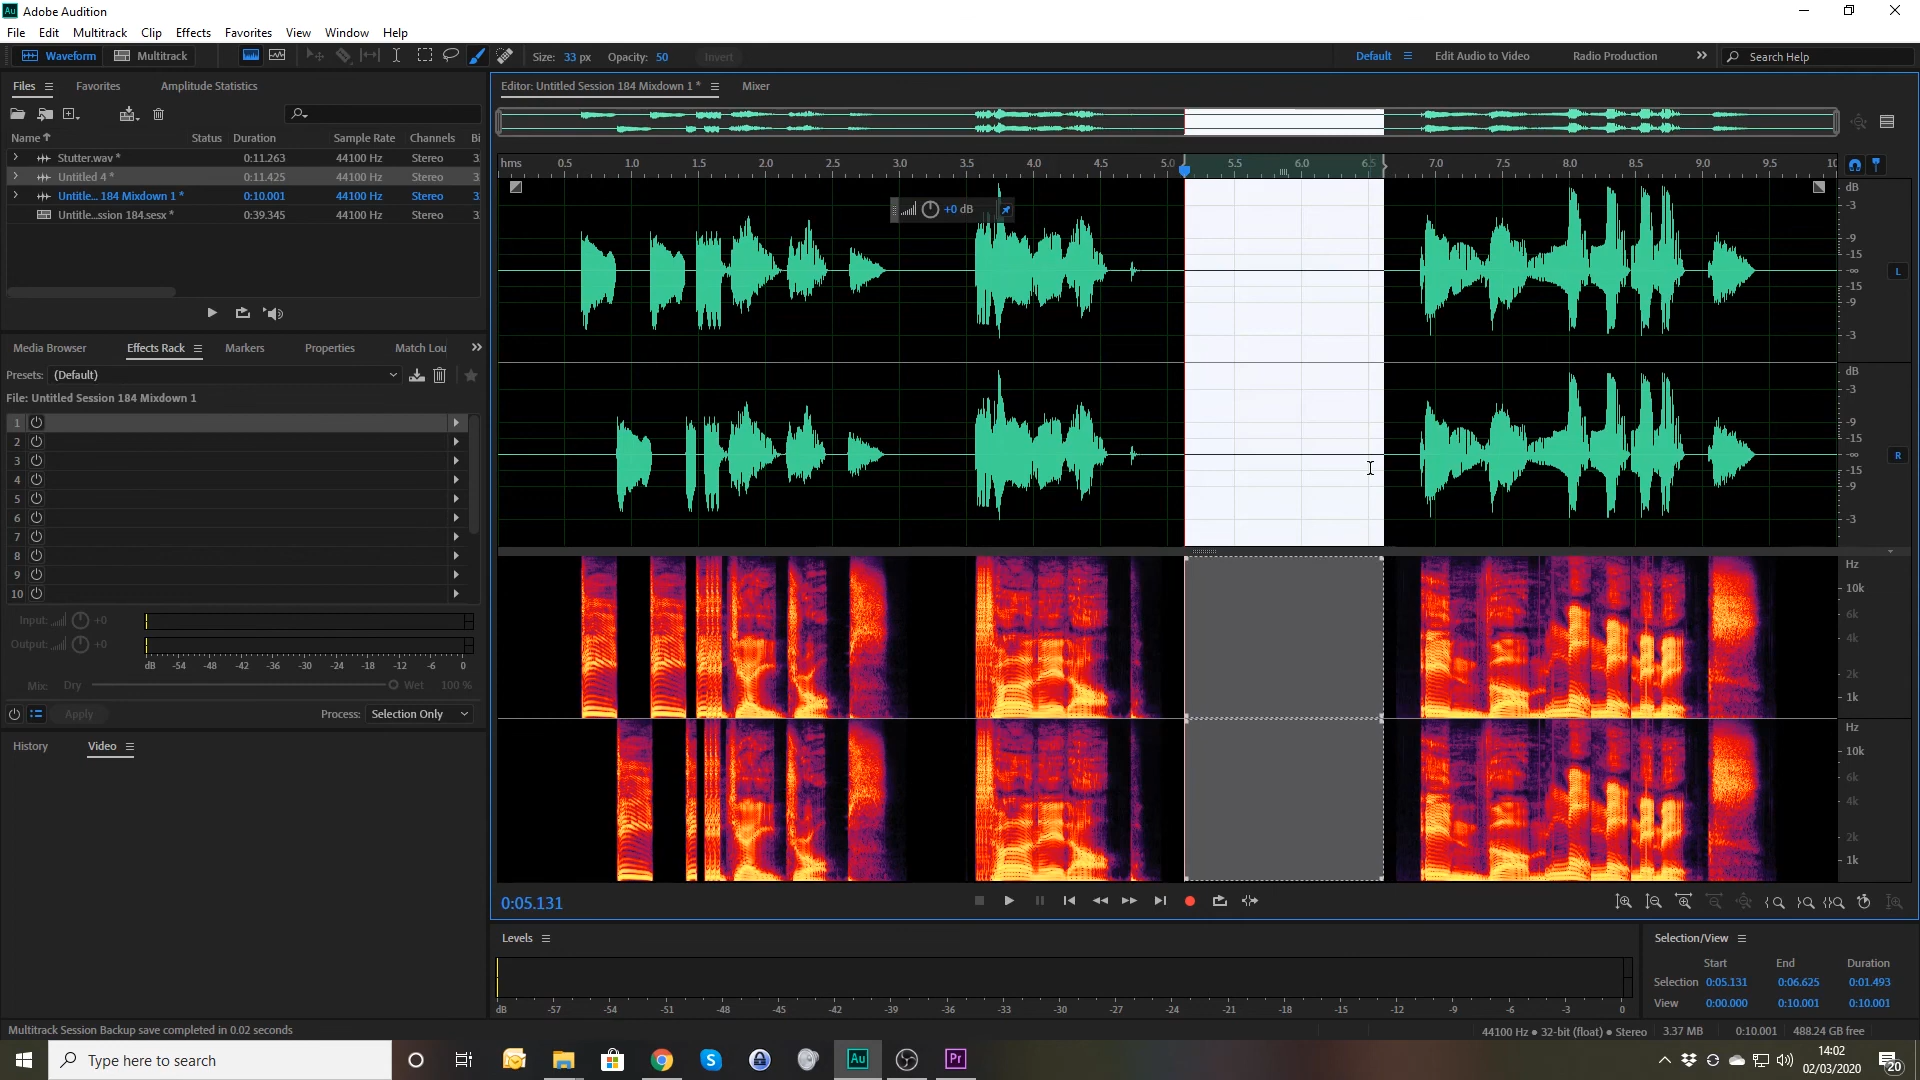 Au Adobe Audition
File Edit Multitrack Clip Effects Favorites View Window Help
Waveform Multitrack Size: 33 px Opacity: 50 Invert Default Edit Audio to Video Radio Production Search Help
Files Favorites Amplitude Statistics
Editor: Untitled Session 184 Mixdown 1 * Mixer
Name Status Duration Sample Rate Channels Bi
Stutter.wav * 0:11.263 44100 Hz Stereo 3
Untitled 4 * 0:11.425 44100 Hz Stereo 3
Untitle... 184 Mixdown 1 * 0:10.001 44100 Hz Stereo 3
Untitle...ssion 184.sesx * 0:39.345 44100 Hz Stereo 3
hms 0.5 1.0 1.5 2.0 2.5 3.0 3.5 4.0 4.5 5.0 5.5 6.0 6.5 7.0 7.5 8.0 8.5 9.0 9.5 10
+0 dB
dB
-3
-9
-15
-∞
-15
-9
-3
L
dB
-3
-9
-15
-∞
-15
-9
-3
R
Media Browser Effects Rack Markers Properties Match Lou
Presets: (Default)
File: Untitled Session 184 Mixdown 1
1
2
3
4
5
6
7
8
9
10
Input: +0
Output: +0
dB -54 -48 -42 -36 -30 -24 -18 -12 -6 0
Mix: Dry Wet 100 %
Apply Process: Selection Only
History Video
Hz
10k
6k
4k
2k
1k
Hz
10k
6k
4k
2k
1k
0:05.131
Levels
dB -57 -54 -51 -48 -45 -42 -39 -36 -33 -30 -27 -24 -21 -18 -15 -12 -9 -6 -3 0
Selection/View
Start End Duration
Selection 0:05.131 0:06.625 0:01.493
View 0:00.000 0:10.001 0:10.001
Multitrack Session Backup save completed in 0.02 seconds
44100 Hz ● 32-bit (float) ● Stereo 3.37 MB 0:10.001 488.24 GB free
Type here to search
S
Au
Pr
14:02
02/03/2020
20